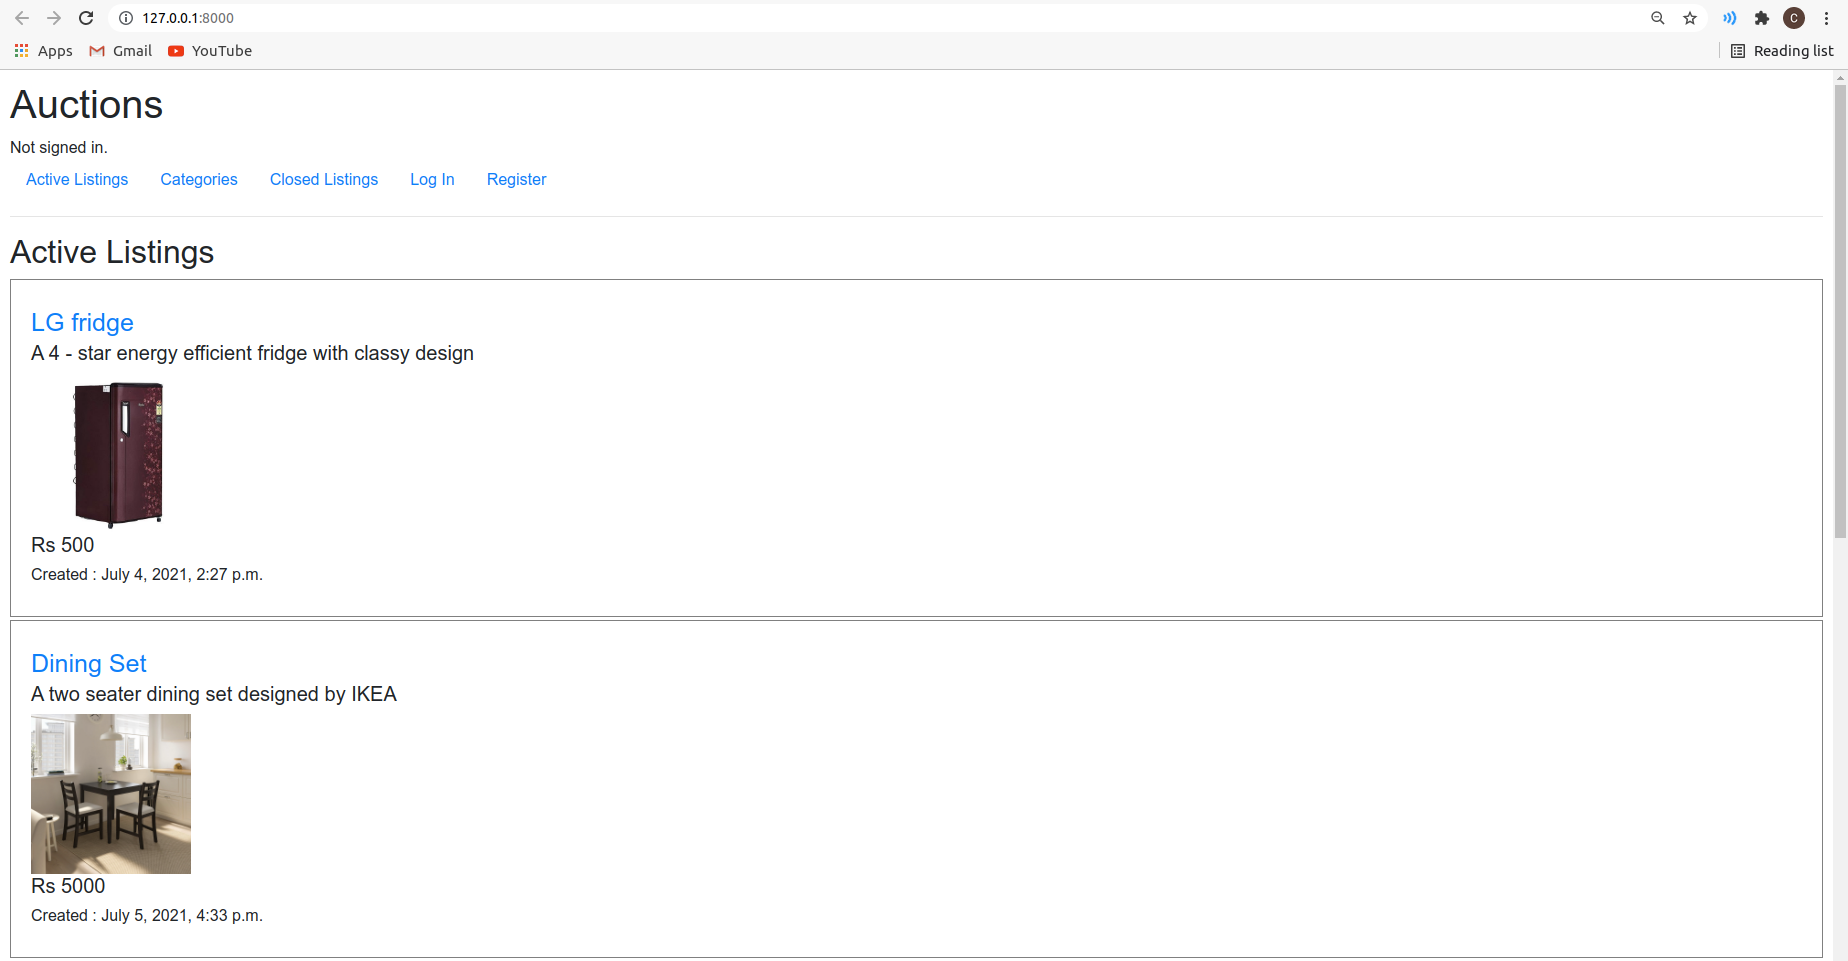 127.0.0.1:8000
Apps Gmail YouTube Reading list
Auctions
Not signed in.
Active Listings Categories Closed Listings Log In Register
Active Listings
LG fridge
A 4 - star energy efficient fridge with classy design
Rs 500
Created : July 4, 2021, 2:27 p.m.
Dining Set
A two seater dining set designed by IKEA
Rs 5000
Created : July 5, 2021, 4:33 p.m.